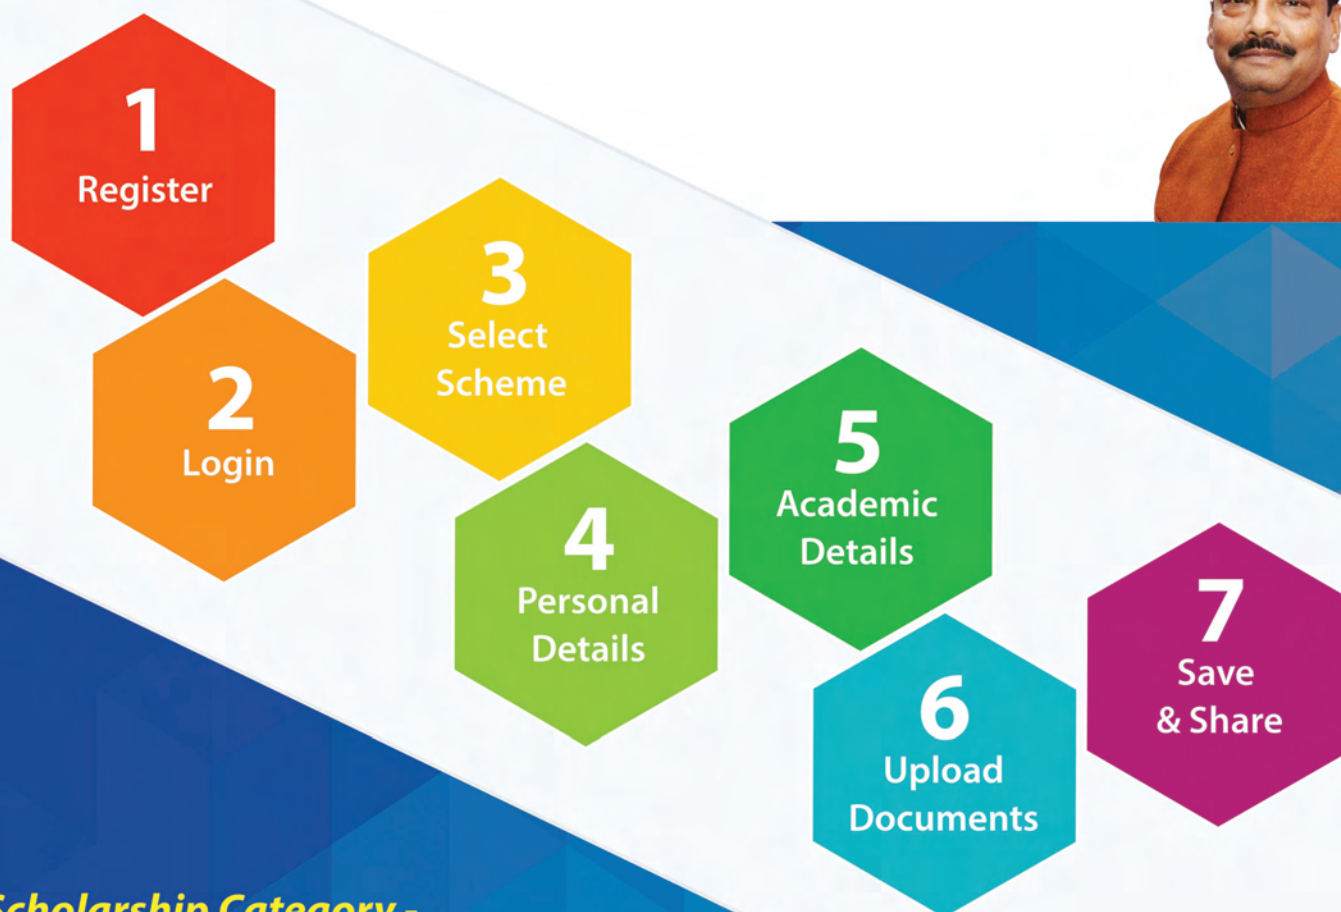 1
Register
2
Login
3
Select
Scheme
4
Personal
Details
5
Academic
Details
6
Upload
Documents
7
Save
& Share
Scholarship Category -